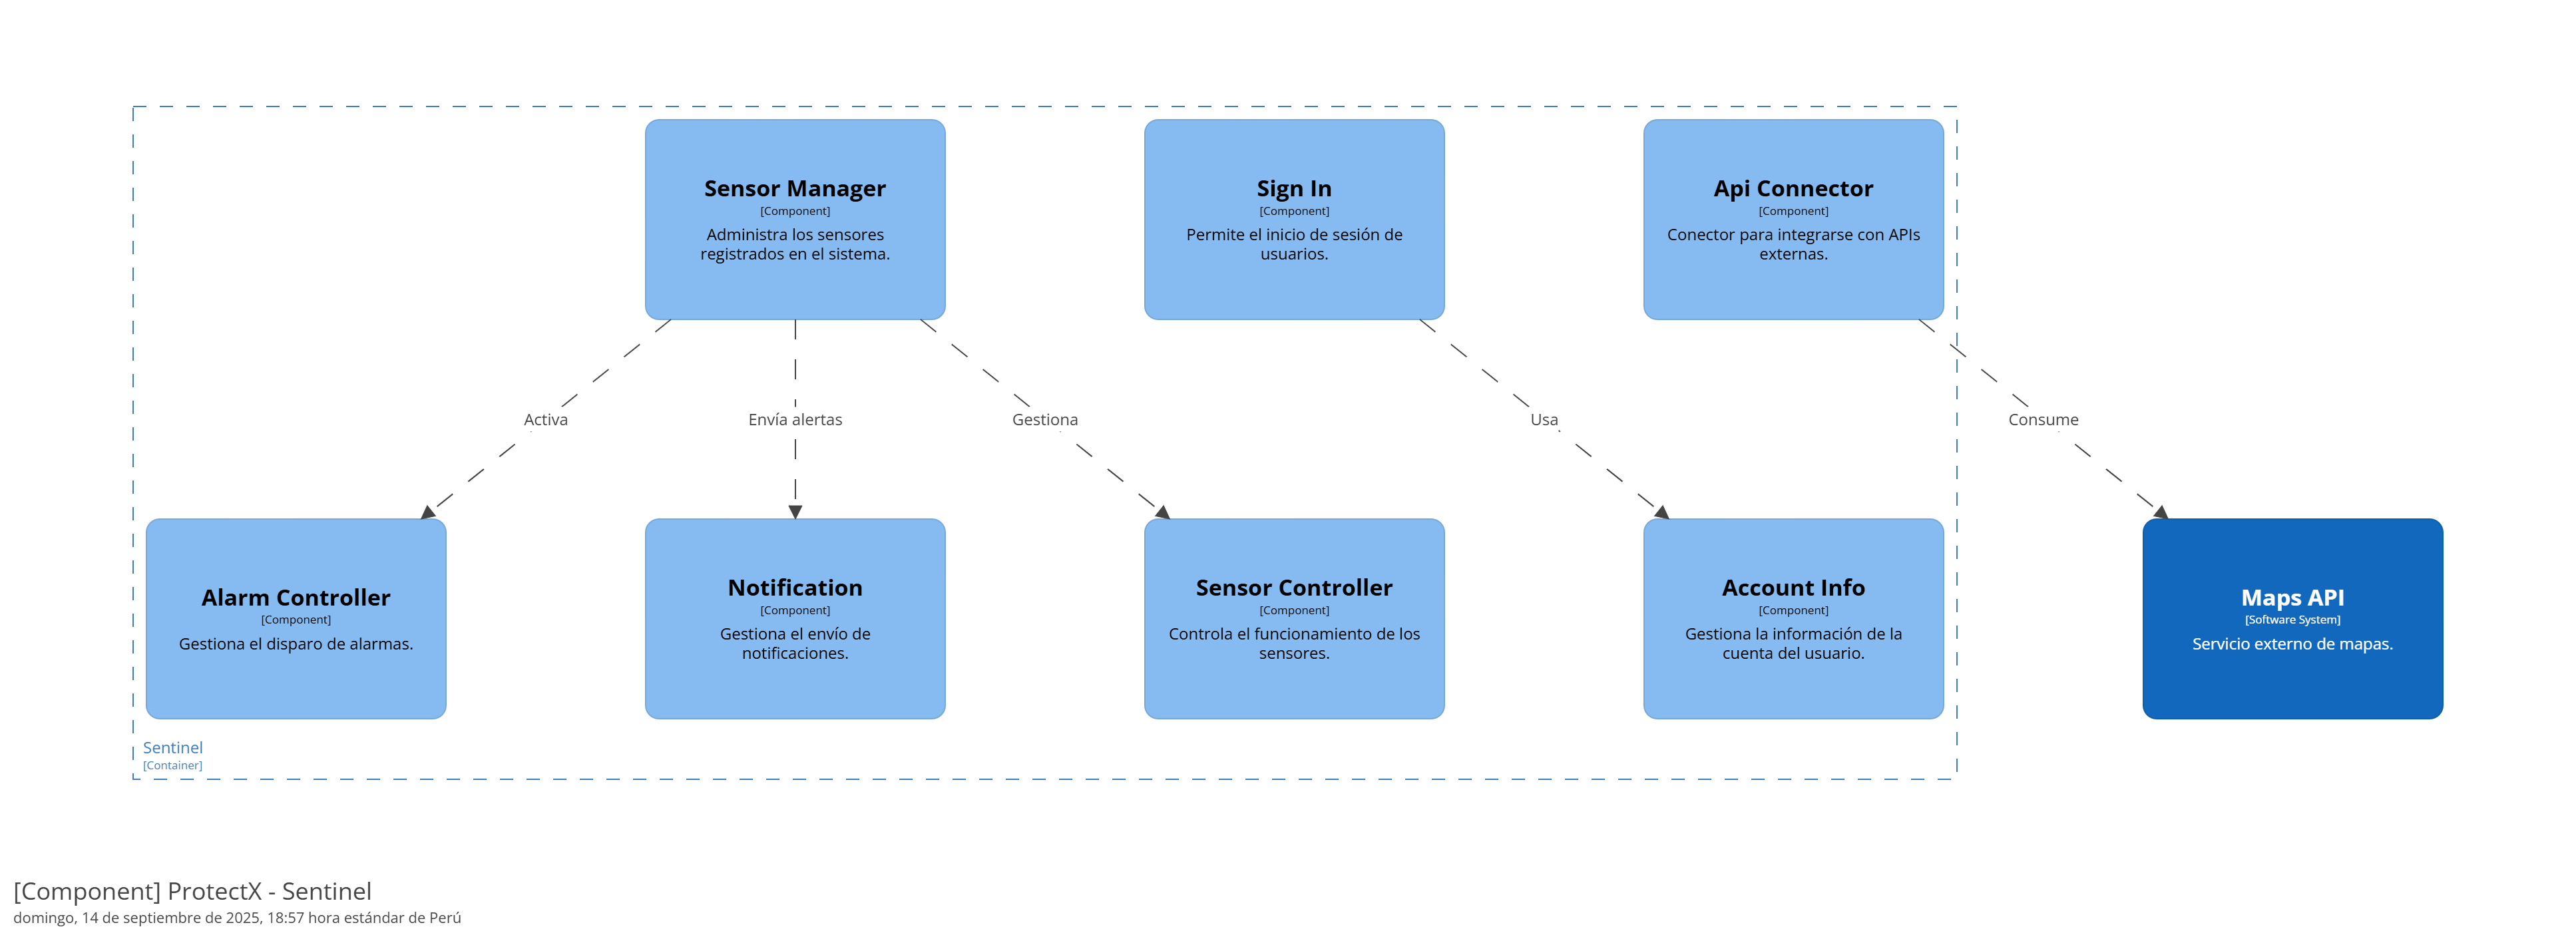 Sensor Manager
[Component]
Administra los sensores
registrados en el sistema.
Sign In
[Component]
Permite el inicio de sesión de
usuarios.
Api Connector
[Component]
Conector para integrarse con APIs
externas.
Activa
Envía alertas
Gestiona
Usa
Consume
Alarm Controller
[Component]
Gestiona el disparo de alarmas.
Notification
[Component]
Gestiona el envío de
notificaciones.
Sensor Controller
[Component]
Controla el funcionamiento de los
sensores.
Account Info
[Component]
Gestiona la información de la
cuenta del usuario.
Maps API
[Software System]
Servicio externo de mapas.
Sentinel
[Container]
[Component] ProtectX - Sentinel
domingo, 14 de septiembre de 2025, 18:57 hora estándar de Perú